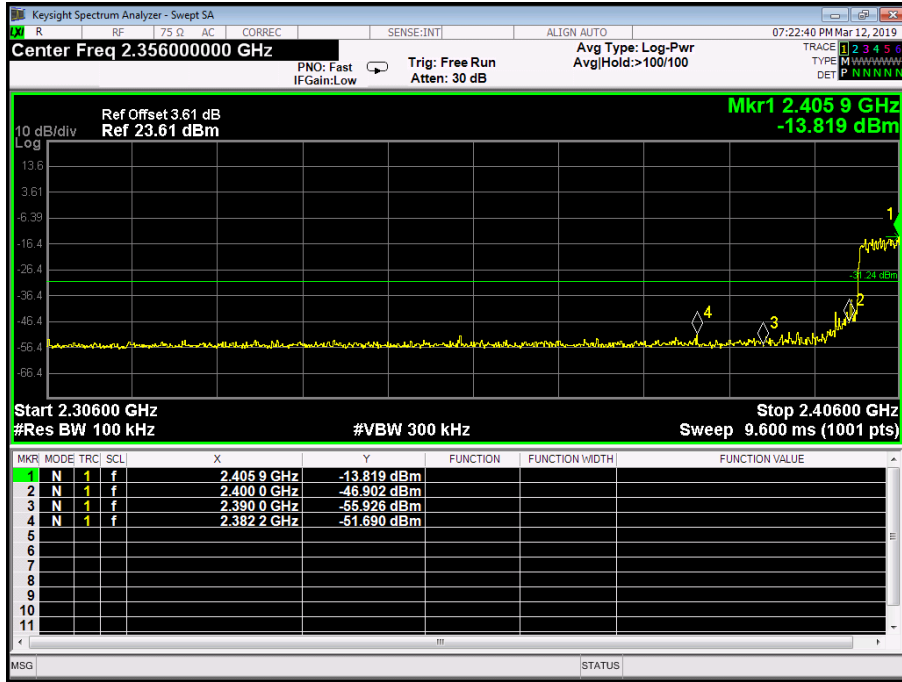 Keysight Spectrum Analyzer - Swept SA
LXI R RF 75 Ω AC CORREC SENSE:INT ALIGN AUTO 07:22:40 PM Mar 12, 2019
Center Freq 2.356000000 GHz
PNO: Fast
IFGain:Low
Trig: Free Run
Atten: 30 dB
Avg Type: Log-Pwr
Avg|Hold:>100/100
TRACE 1 2 3 4 5 6
TYPE M W W W W W
DET P N N N N N
Ref Offset 3.61 dB
10 dB/div Ref 23.61 dBm
Log
Mkr1 2.405 9 GHz
-13.819 dBm
13.6
3.61
-6.39
1
-16.4
-26.4
-31.24 dBm
-36.4
2
-46.4
4
3
-56.4
-66.4
Start 2.30600 GHz Stop 2.40600 GHz
#Res BW 100 kHz #VBW 300 kHz Sweep 9.600 ms (1001 pts)
MKR MODE TRC SCL X Y FUNCTION FUNCTION WIDTH FUNCTION VALUE
1 N 1 f 2.405 9 GHz -13.819 dBm
2 N 1 f 2.400 0 GHz -46.902 dBm
3 N 1 f 2.390 0 GHz -55.926 dBm
4 N 1 f 2.382 2 GHz -51.690 dBm
5
6
7
8
9
10
11
MSG STATUS